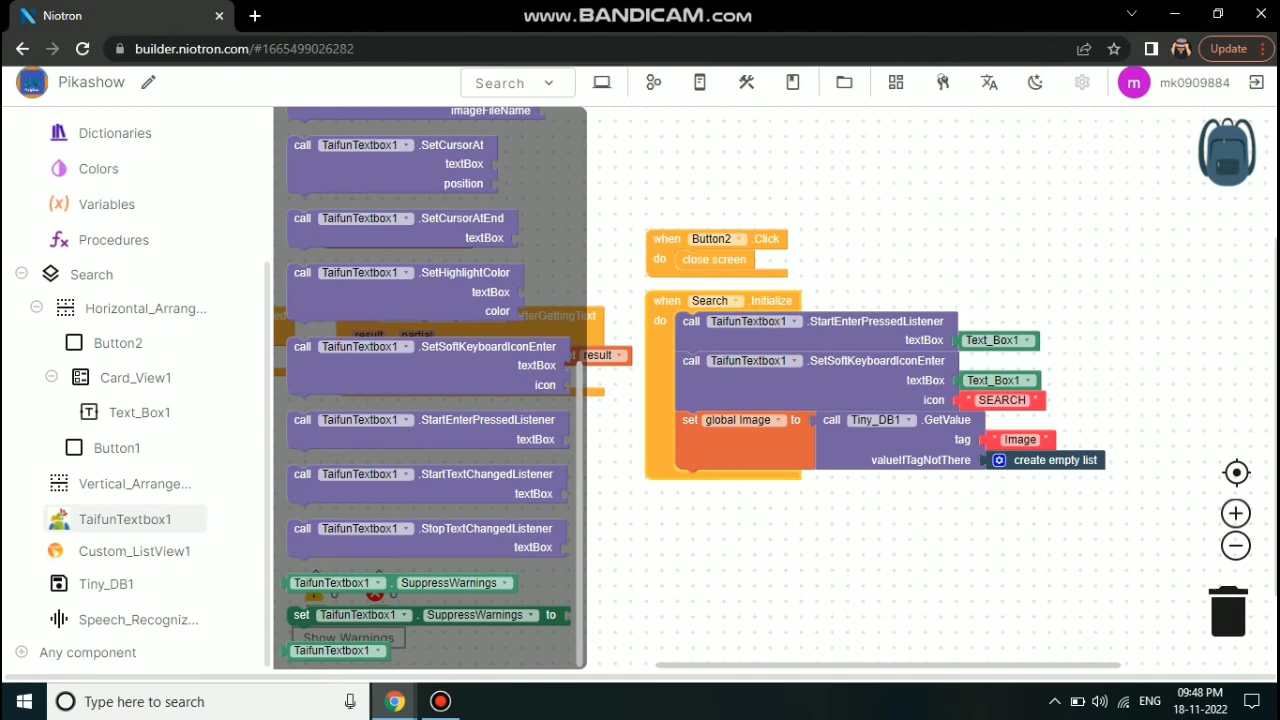 Niotron
www.BANDICAM.com
builder.niotron.com/#1665499026282
Update
Pikashow
Search
m
mk0909884
Dictionaries
Colors
Variables
Procedures
Search
Horizontal_Arrang...
Button2
Card_View1
Text_Box1
Button1
Vertical_Arrange...
TaifunTextbox1
Custom_ListView1
Tiny_DB1
Speech_Recogniz...
Any component
imageFileName
call TaifunTextbox1 .SetCursorAt
textBox
position
call TaifunTextbox1 .SetCursorAtEnd
textBox
call TaifunTextbox1 .SetHighlightColor
textBox
color
call TaifunTextbox1 .SetSoftKeyboardIconEnter
textBox
icon
call TaifunTextbox1 .StartEnterPressedListener
textBox
call TaifunTextbox1 .StartTextChangedListener
textBox
call TaifunTextbox1 .StopTextChangedListener
textBox
TaifunTextbox1 . SuppressWarnings
set TaifunTextbox1 . SuppressWarnings to
Show Warnings
TaifunTextbox1
terGettingText
result partial
result
when Button2 .Click
do close screen
when Search .Initialize
do call TaifunTextbox1 .StartEnterPressedListener
textBox Text_Box1
call TaifunTextbox1 .SetSoftKeyboardIconEnter
textBox Text_Box1
icon " SEARCH "
set global Image to call Tiny_DB1 .GetValue
tag " Image "
valueIfTagNotThere create empty list
Type here to search
ENG
09:48 PM
18-11-2022